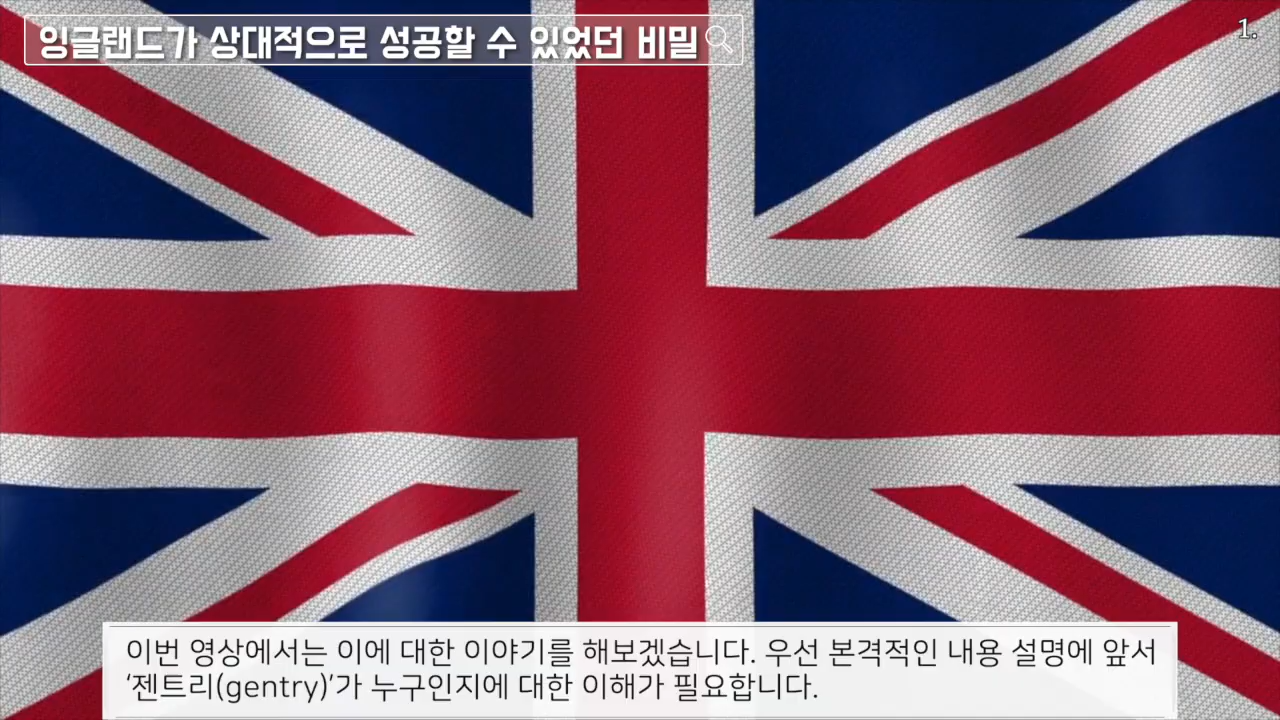 잉글랜드가 상대적으로 성공할 수 있었던 비밀
1.
이번 영상에서는 이에 대한 이야기를 해보겠습니다. 우선 본격적인 내용 설명에 앞서
‘젠트리(gentry)’가 누구인지에 대한 이해가 필요합니다.